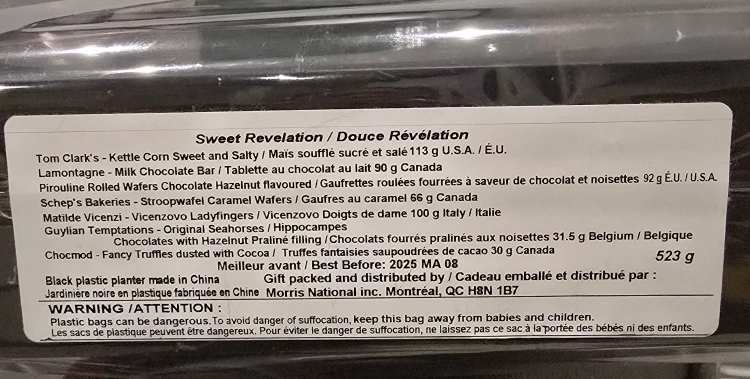 Sweet Revelation / Douce Révélation
Tom Clark's - Kettle Corn Sweet and Salty / Maïs soufflé sucré et salé 113 g U.S.A. / É.U.
Lamontagne - Milk Chocolate Bar / Tablette au chocolat au lait 90 g Canada
Pirouline Rolled Wafers Chocolate Hazelnut flavoured / Gaufrettes roulées fourrées à saveur de chocolat et noisettes 92 g É.U. / U.S.A.
Schep's Bakeries - Stroopwafel Caramel Wafers / Gaufres au caramel 66 g Canada
Matilde Vicenzi - Vicenzovo Ladyfingers / Vicenzovo Doigts de dame 100 g Italy / Italie
Guylian Temptations - Original Seahorses / Hippocampes
Chocolates with Hazelnut Praliné filling / Chocolats fourrés pralinés aux noisettes 31.5 g Belgium / Belgique
Chocmod - Fancy Truffles dusted with Cocoa / Truffes fantaisies saupoudrées de cacao 30 g Canada
523 g
Meilleur avant / Best Before: 2025 MA 08
Black plastic planter made in China Gift packed and distributed by / Cadeau emballé et distribué par :
Jardinière noire en plastique fabriquée en Chine Morris National inc. Montréal, QC H8N 1B7
WARNING /ATTENTION :
Plastic bags can be dangerous. To avoid danger of suffocation, keep this bag away from babies and children.
Les sacs de plastique peuvent être dangereux. Pour éviter le danger de suffocation, ne laissez pas ce sac à la portée des bébés ni des enfants.